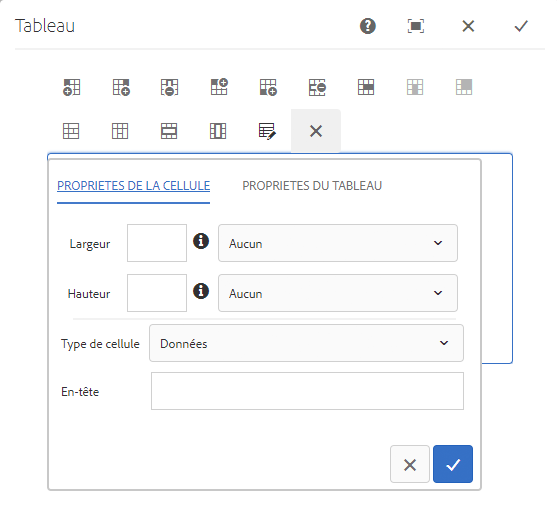 Tableau
PROPRIETES DE LA CELLULE PROPRIETES DU TABLEAU
Largeur Aucun
Hauteur Aucun
Type de cellule Données
En-tête